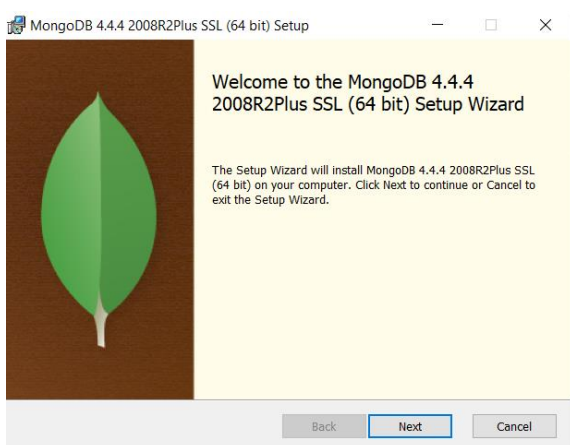 MongoDB 4.4.4 2008R2Plus SSL (64 bit) Setup
Welcome to the MongoDB 4.4.4
2008R2Plus SSL (64 bit) Setup Wizard
The Setup Wizard will install MongoDB 4.4.4 2008R2Plus SSL
(64 bit) on your computer. Click Next to continue or Cancel to
exit the Setup Wizard.
Back Next Cancel